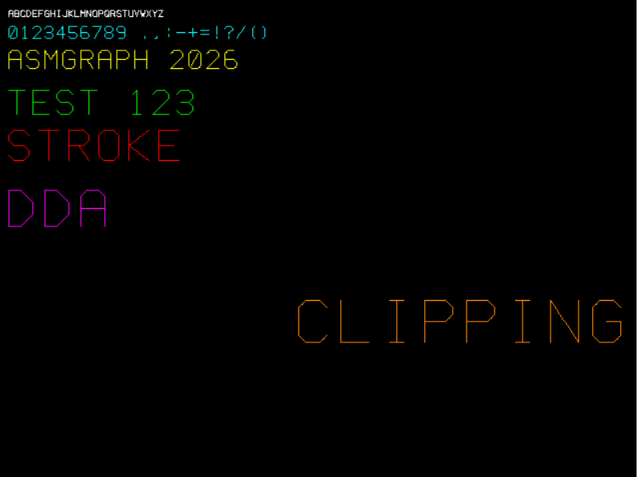 ABCDEFGHIJKLMNOPQRSTUVWXYZ
0123456789 .,:-+=!?/()
ASMGRAPH 2026
TEST 123
STROKE
DDA
CLIPPING